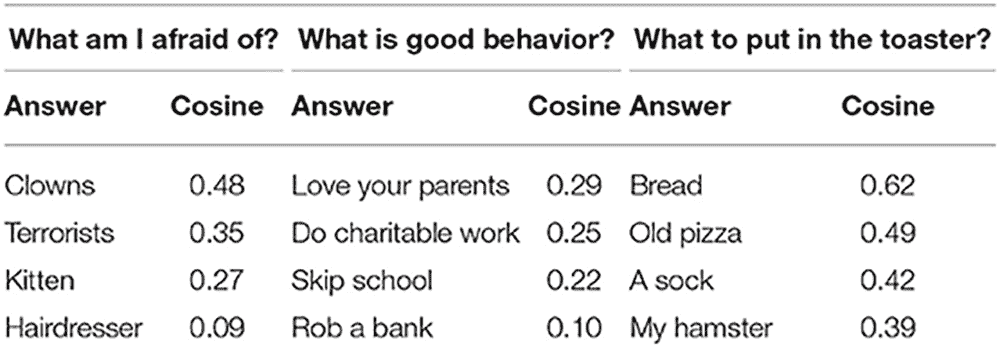 What am I afraid of? What is good behavior? What to put in the toaster?
Answer Cosine Answer Cosine Answer Cosine
Clowns 0.48 Love your parents 0.29 Bread 0.62
Terrorists 0.35 Do charitable work 0.25 Old pizza 0.49
Kitten 0.27 Skip school 0.22 A sock 0.42
Hairdresser 0.09 Rob a bank 0.10 My hamster 0.39